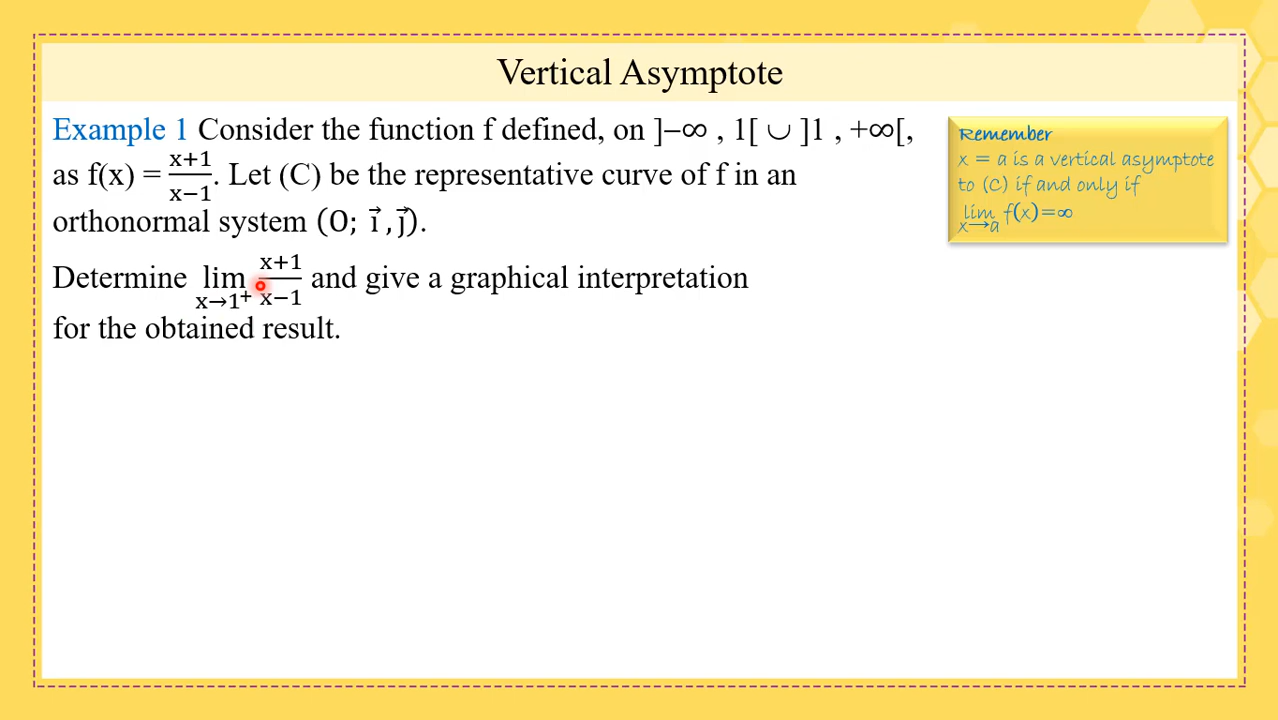 Vertical Asymptote
Example 1 Consider the function f defined, on ]−∞ , 1[ ∪ ]1 , +∞[,
as f(x) = x+1/x−1. Let (C) be the representative curve of f in an
orthonormal system (O; i⃗ , j⃗).
Determine lim x→1⁺ x+1/x−1 and give a graphical interpretation
for the obtained result.
Remember
x = a is a vertical asymptote
to (C) if and only if
lim x→a f(x)=∞